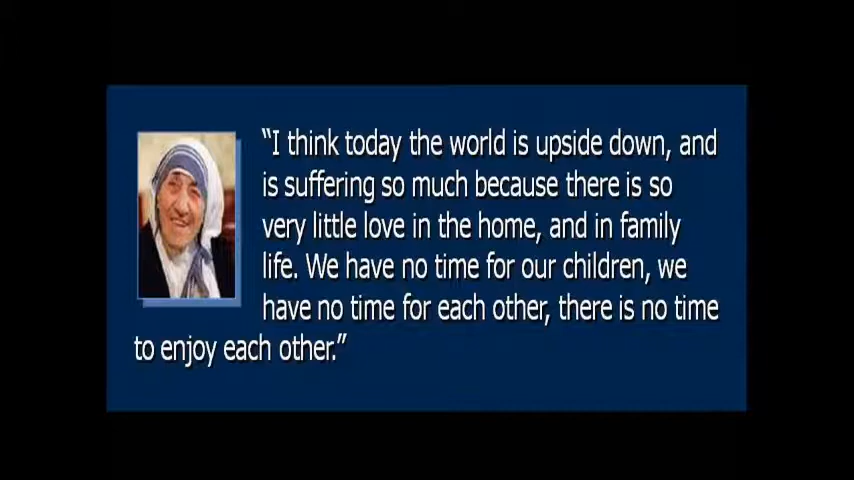 “I think today the world is upside down, and
is suffering so much because there is so
very little love in the home, and in family
life. We have no time for our children, we
have no time for each other, there is no time
to enjoy each other.”